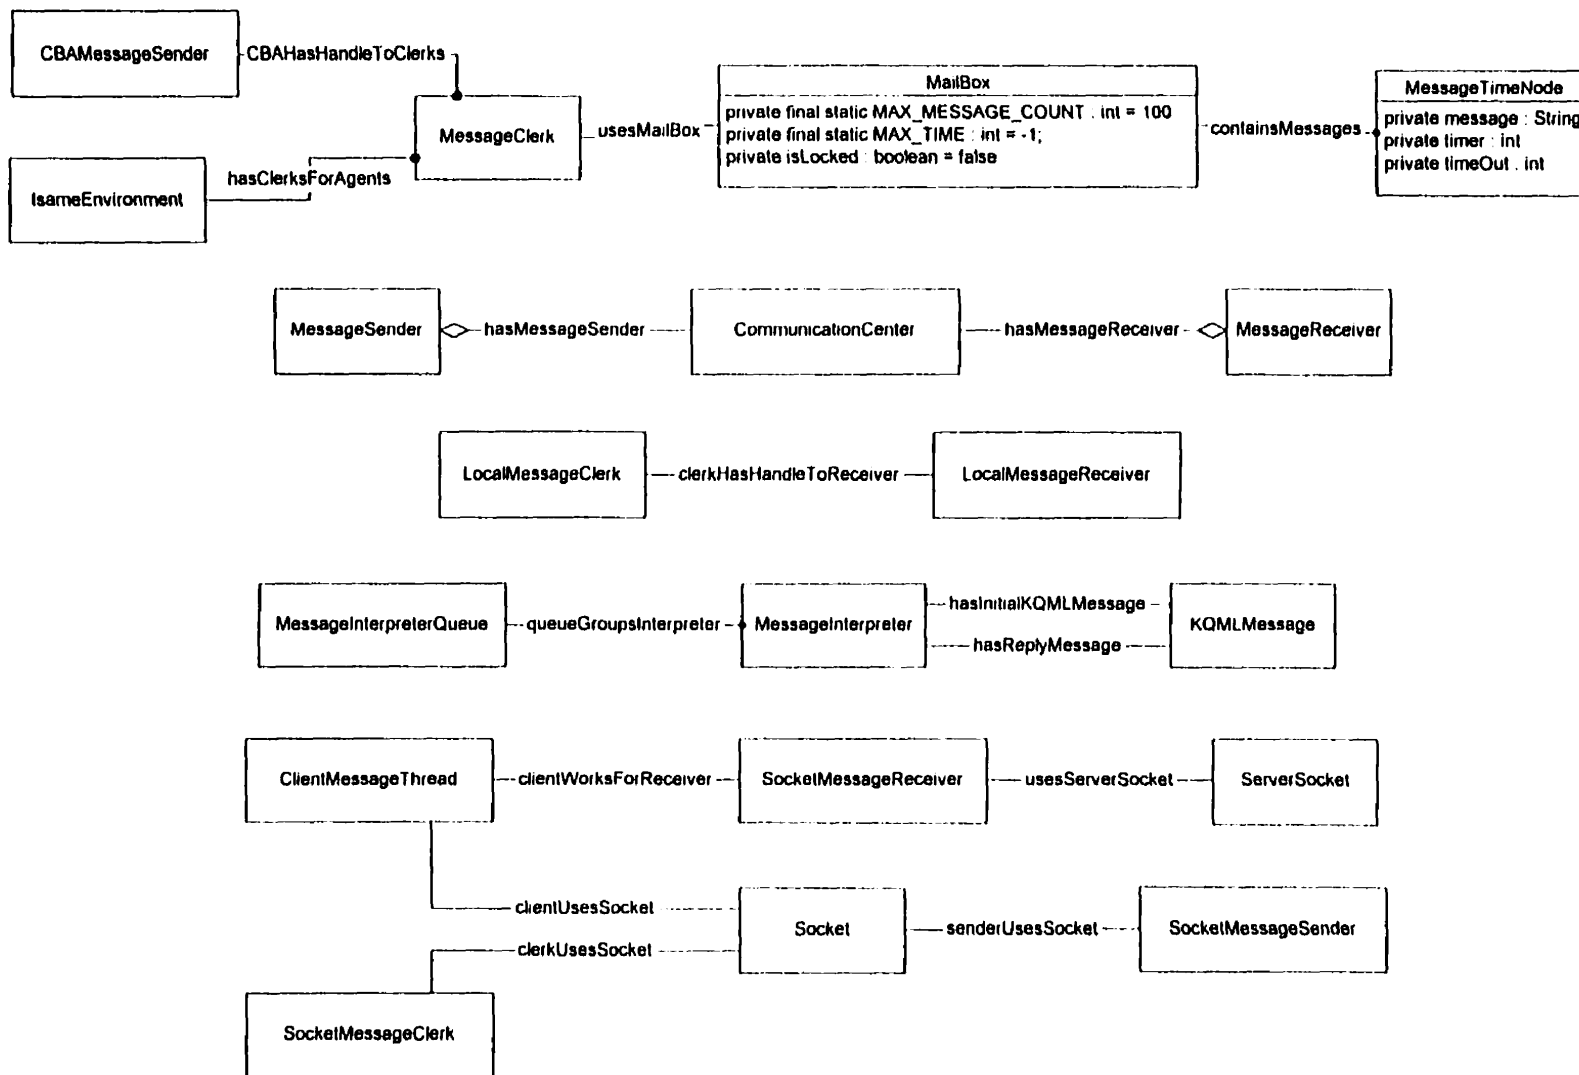 CBAMessageSender
CBAHasHandleToClerks
MessageClerk
IsameEnvironment
hasClerksForAgents
usesMailBox
MailBox
private final static MAX_MESSAGE_COUNT : int = 100
private final static MAX_TIME : int = -1;
private isLocked : boolean = false
containsMessages
MessageTimeNode
private message : String
private timer : int
private timeOut : int
MessageSender
hasMessageSender
CommunicationCenter
hasMessageReceiver
MessageReceiver
LocalMessageClerk
clerkHasHandleToReceiver
LocalMessageReceiver
MessageInterpreterQueue
queueGroupsInterpreter
MessageInterpreter
hasInitialKQMLMessage
hasReplyMessage
KQMLMessage
ClientMessageThread
clientWorksForReceiver
SocketMessageReceiver
usesServerSocket
ServerSocket
clientUsesSocket
clerkUsesSocket
Socket
senderUsesSocket
SocketMessageSender
SocketMessageClerk